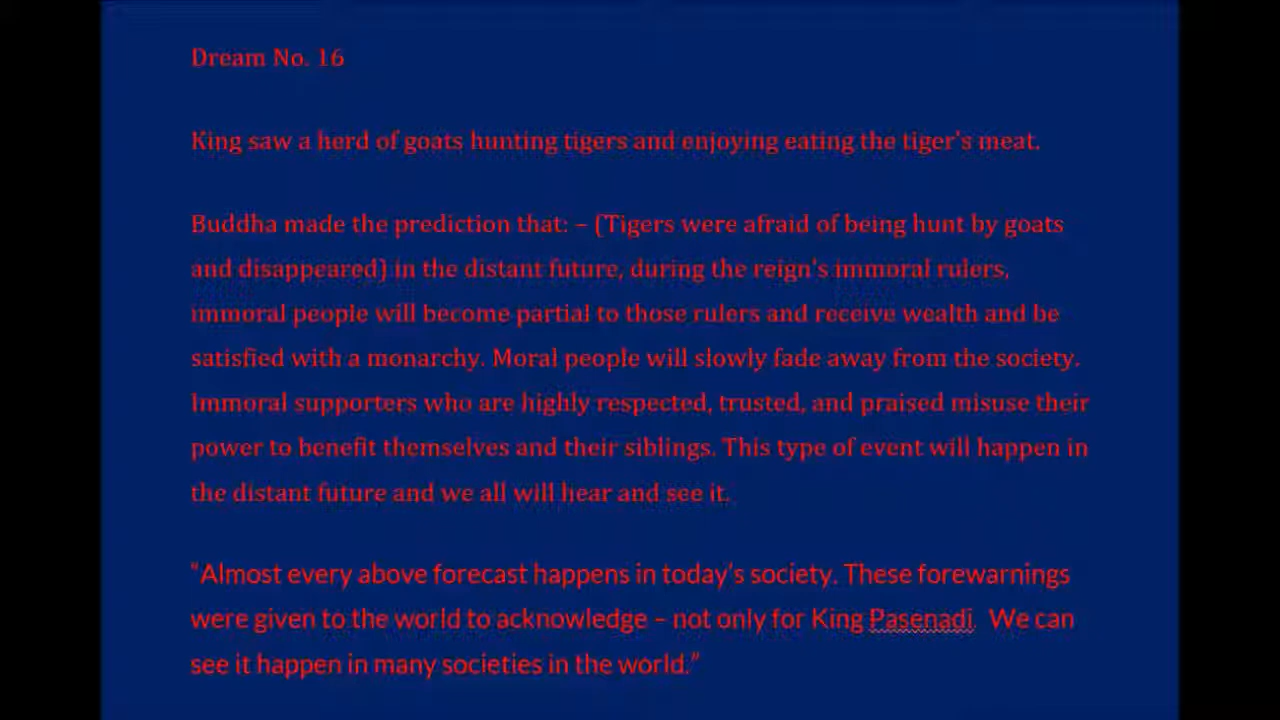 Dream No. 16
King saw a herd of goats hunting tigers and enjoying eating the tiger's meat.
Buddha made the prediction that: – (Tigers were afraid of being hunt by goats
and disappeared) in the distant future, during the reign's immoral rulers,
immoral people will become partial to those rulers and receive wealth and be
satisfied with a monarchy. Moral people will slowly fade away from the society.
Immoral supporters who are highly respected, trusted, and praised misuse their
power to benefit themselves and their siblings. This type of event will happen in
the distant future and we all will hear and see it.
"Almost every above forecast happens in today's society. These forewarnings
were given to the world to acknowledge – not only for King Pasenadi. We can
see it happen in many societies in the world."